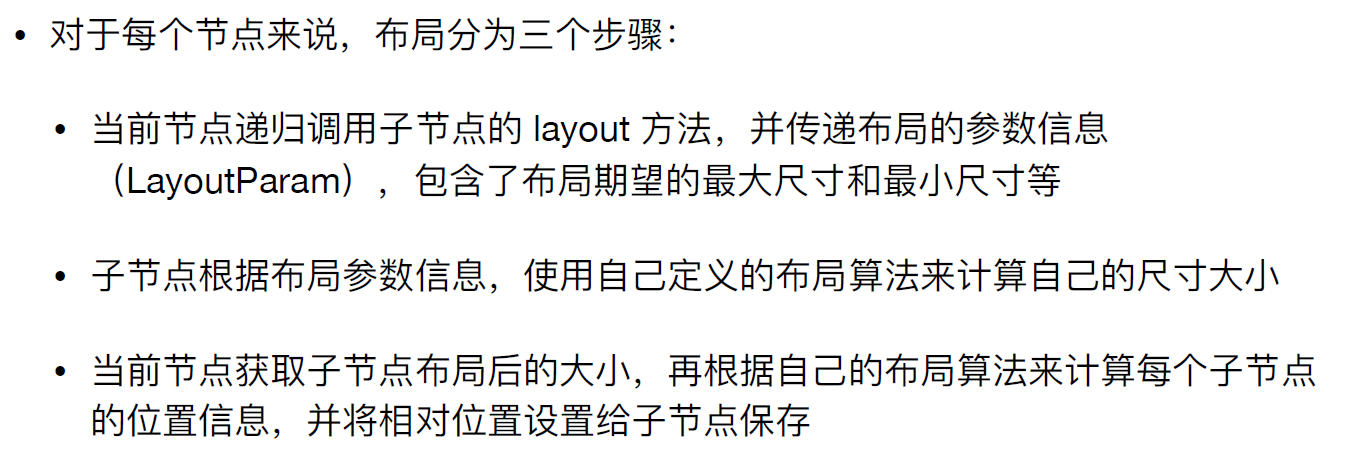 • 对于每个节点来说，布局分为三个步骤：
• 当前节点递归调用子节点的 layout 方法，并传递布局的参数信息
（LayoutParam），包含了布局期望的最大尺寸和最小尺寸等
• 子节点根据布局参数信息，使用自己定义的布局算法来计算自己的尺寸大小
• 当前节点获取子节点布局后的大小，再根据自己的布局算法来计算每个子节点
的位置信息，并将相对位置设置给子节点保存